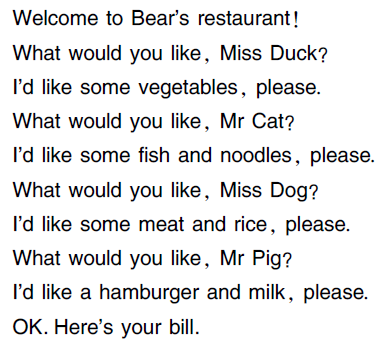 Welcome to Bear's restaurant!
What would you like, Miss Duck?
I'd like some vegetables, please.
What would you like, Mr Cat?
I'd like some fish and noodles, please.
What would you like, Miss Dog?
I'd like some meat and rice, please.
What would you like, Mr Pig?
I'd like a hamburger and milk, please.
OK. Here's your bill.